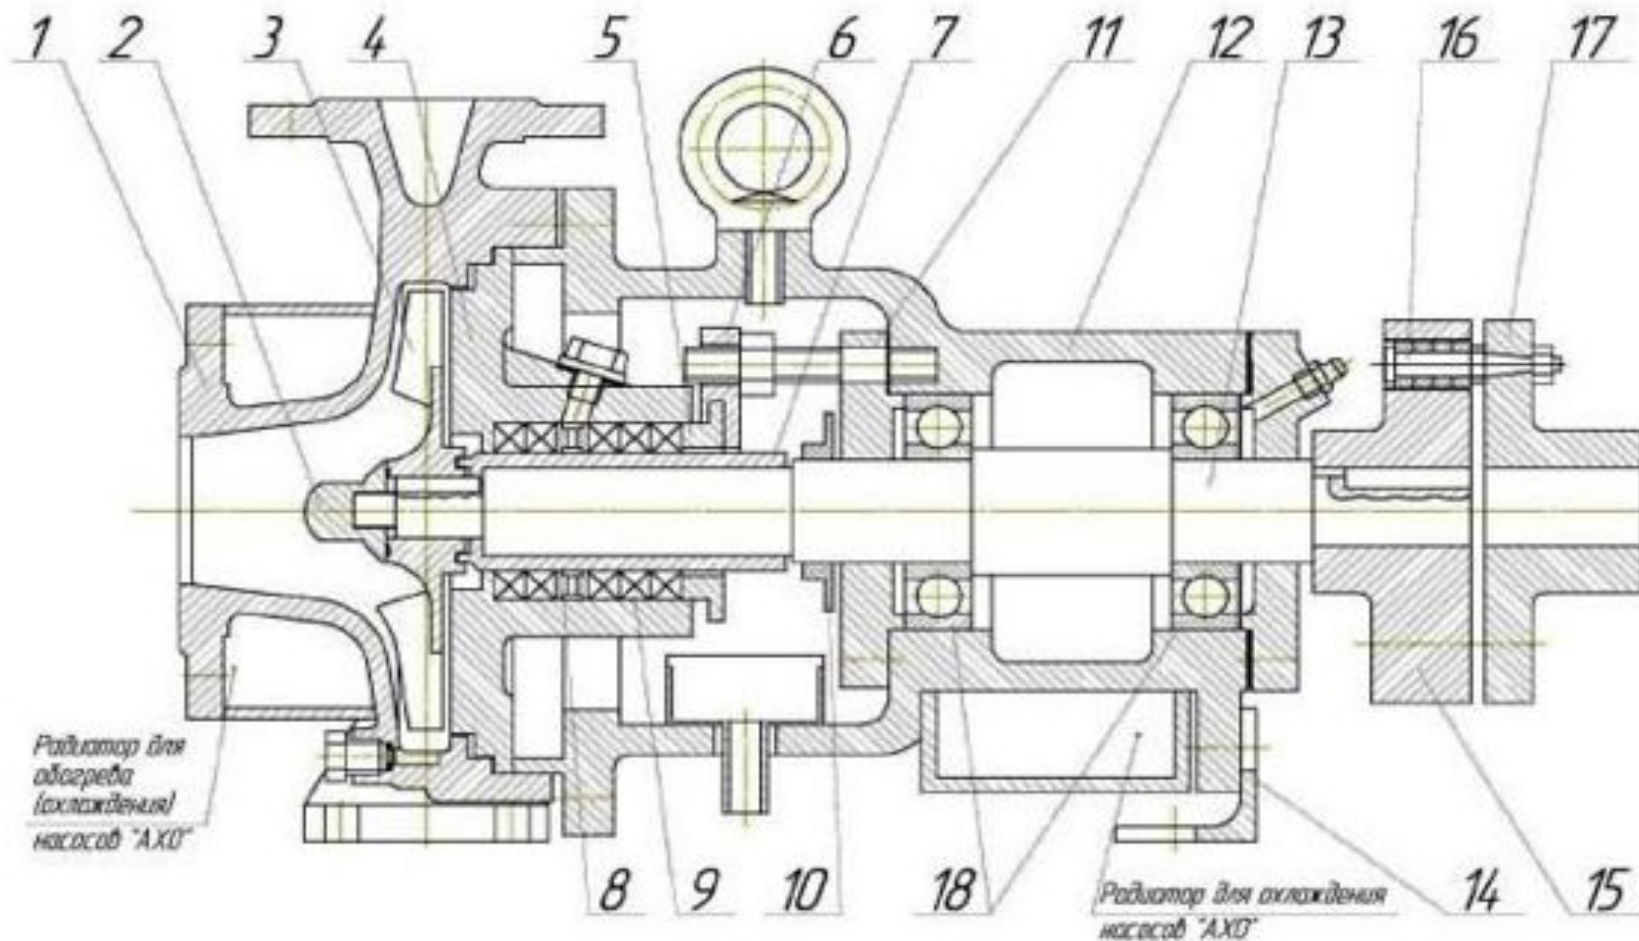 1 2 3 4 5 6 7 11 12 13 16 17
Радиатор для
обогрева
(охлаждения)
насосов "АХО"
8 9 10 18 14 15
Радиатор для охлаждения
насосов "АХО"